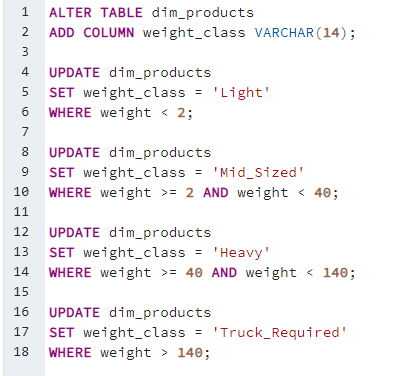 1 ALTER TABLE dim_products
2 ADD COLUMN weight_class VARCHAR(14);
3
4 UPDATE dim_products
5 SET weight_class = 'Light'
6 WHERE weight < 2;
7
8 UPDATE dim_products
9 SET weight_class = 'Mid_Sized'
10 WHERE weight >= 2 AND weight < 40;
11
12 UPDATE dim_products
13 SET weight_class = 'Heavy'
14 WHERE weight >= 40 AND weight < 140;
15
16 UPDATE dim_products
17 SET weight_class = 'Truck_Required'
18 WHERE weight > 140;